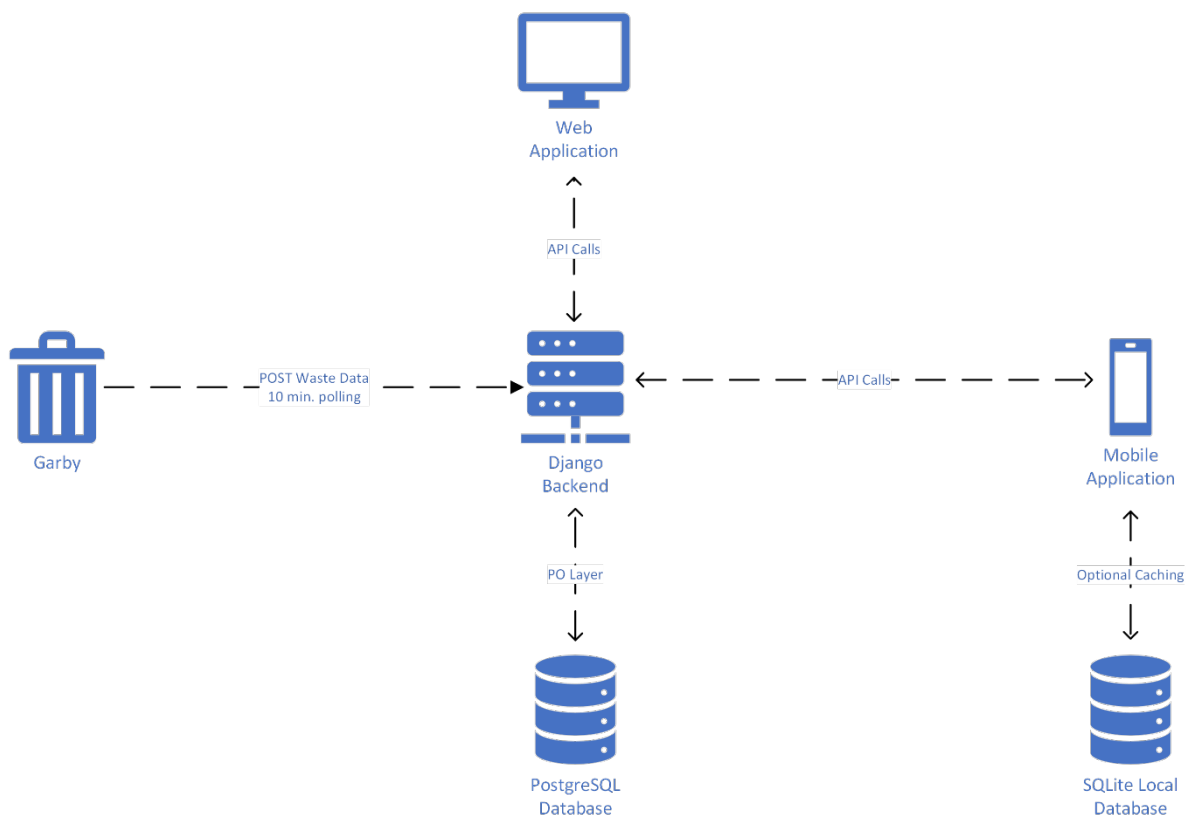 Web
Application
API Calls
POST Waste Data
10 min. polling
API Calls
Garby
Django
Backend
Mobile
Application
PO Layer
Optional Caching
PostgreSQL
Database
SQLite Local
Database